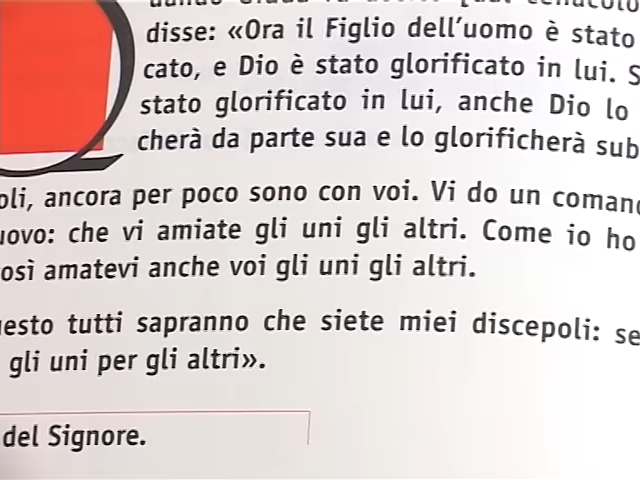 disse: «Ora il Figlio dell'uomo è stato
cato, e Dio è stato glorificato in lui. S
stato glorificato in lui, anche Dio lo
cherà da parte sua e lo glorificherà sub
oli, ancora per poco sono con voi. Vi do un coman
uovo: che vi amiate gli uni gli altri. Come io ho
osì amatevi anche voi gli uni gli altri.
uesto tutti sapranno che siete miei discepoli: se
gli uni per gli altri».
del Signore.